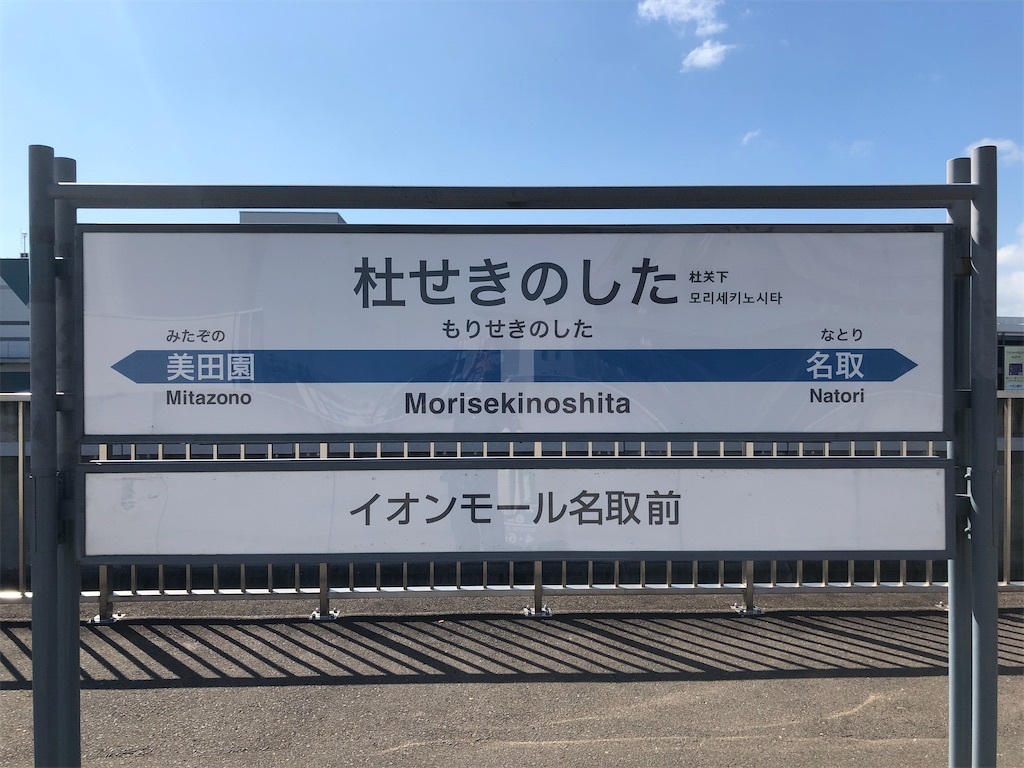 杜せきのした
杜关下
모리세키노시타
もりせきのした
みたぞの
美田園
Mitazono
Morisekinoshita
なとり
名取
Natori
イオンモール名取前